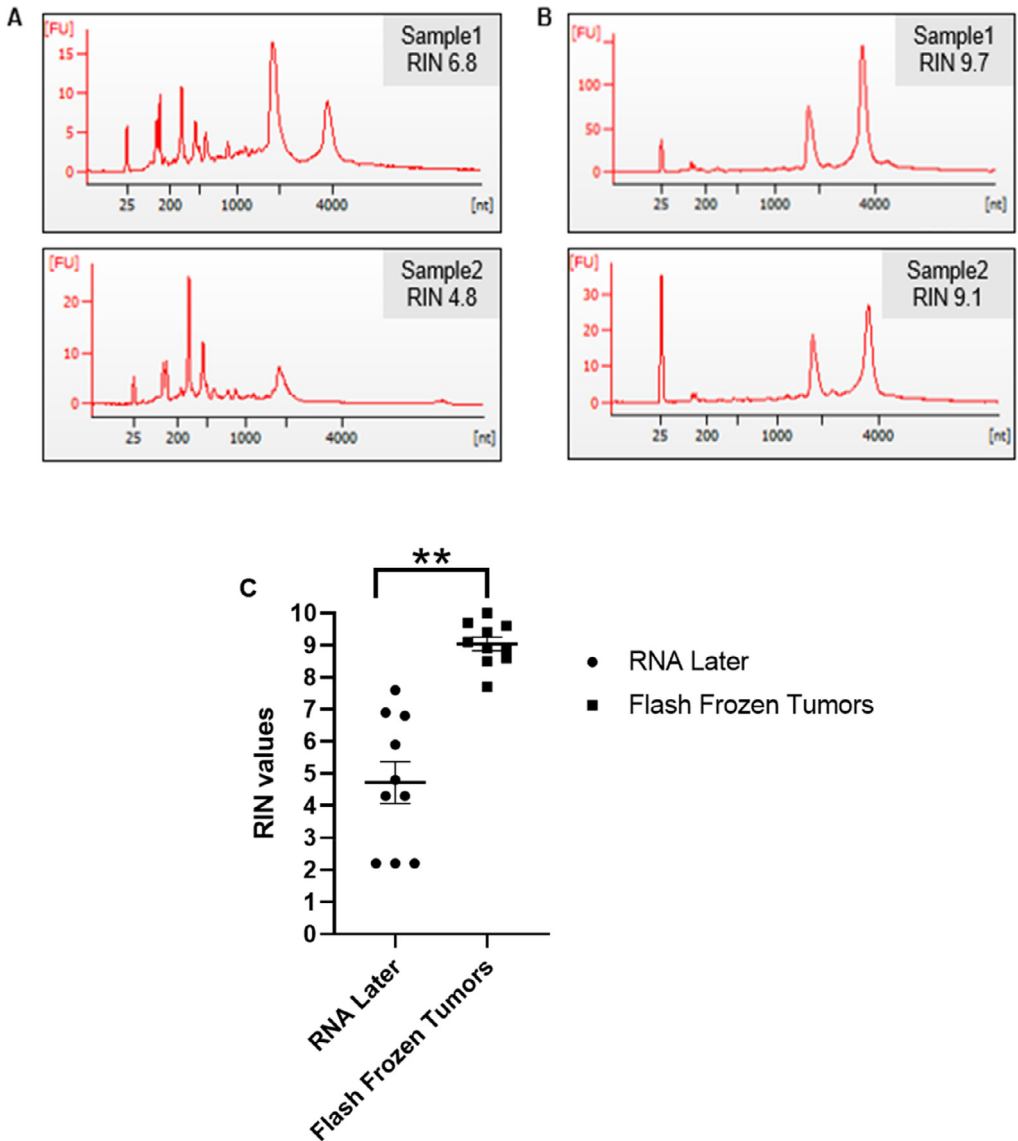 A
[FU]
15
10
5
0
Sample1
RIN 6.8
25 200 1000 4000 [nt]
B
[FU]
100
50
0
Sample1
RIN 9.7
25 200 1000 4000 [nt]
[FU]
20
10
0
Sample2
RIN 4.8
25 200 1000 4000 [nt]
[FU]
30
20
10
0
Sample2
RIN 9.1
25 200 1000 4000 [nt]
C
**
RIN values
10
9
8
7
6
5
4
3
2
1
0
RNA Later
Flash Frozen Tumors
RNA Later
Flash Frozen Tumors